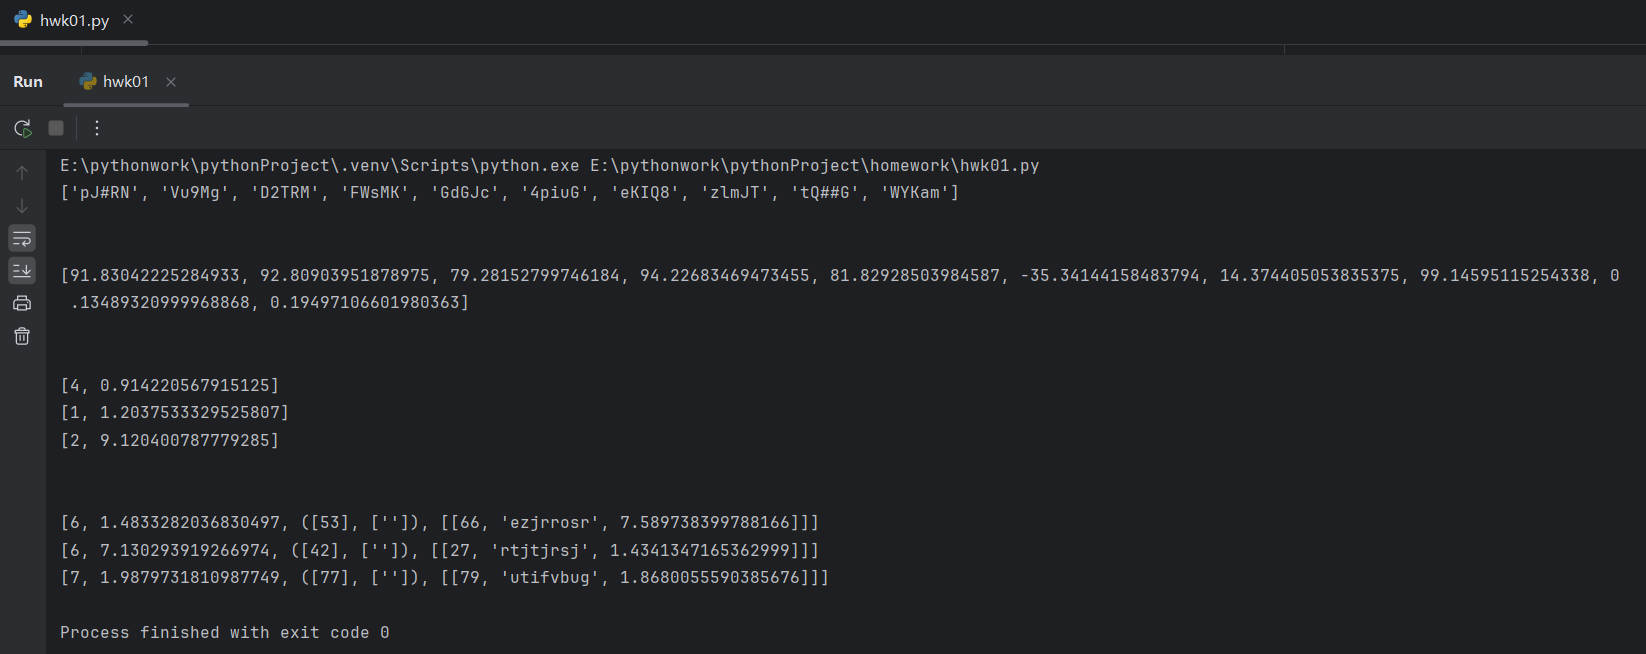 hwk01.py
Run hwk01
E:\pythonwork\pythonProject\.venv\Scripts\python.exe E:\pythonwork\pythonProject\homework\hwk01.py
['pJ#RN', 'Vu9Mg', 'D2TRM', 'FWsMK', 'GdGJc', '4piuG', 'eKIQ8', 'zlmJT', 'tQ##G', 'WYKam']
[91.83042225284933, 92.80903951878975, 79.28152799746184, 94.22683469473455, 81.82928503984587, -35.34144158483794, 14.374405053835375, 99.14595115254338, 0
.13489320999968868, 0.19497106601980363]
[4, 0.914220567915125]
[1, 1.2037533329525807]
[2, 9.120400787779285]
[6, 1.4833282036830497, ([53], ['']), [[66, 'ezjrrosr', 7.589738399788166]]]
[6, 7.130293919266974, ([42], ['']), [[27, 'rtjtjrsj', 1.4341347165362999]]]
[7, 1.9879731810987749, ([77], ['']), [[79, 'utifvbug', 1.8680055590385676]]]
Process finished with exit code 0